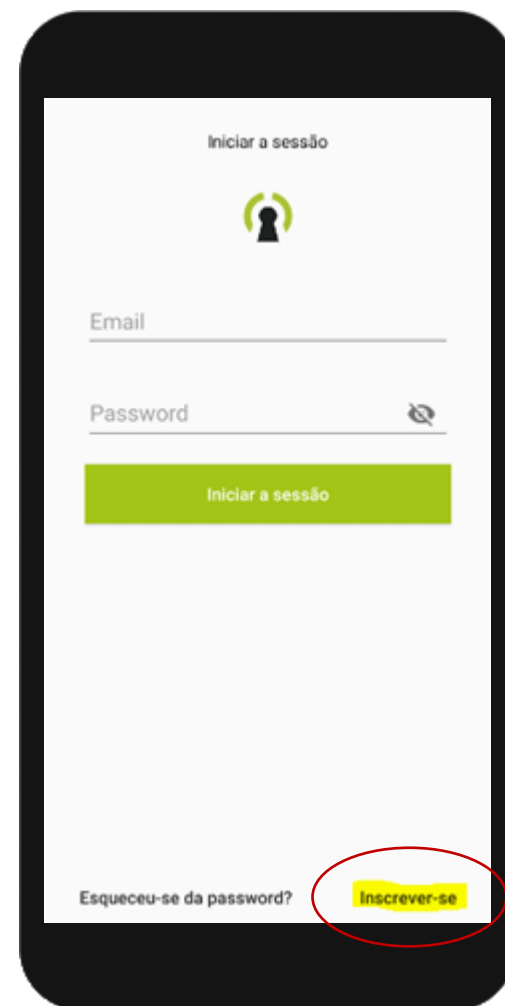 Iniciar a sessão
Email
Password
Iniciar a sessão
Esqueceu-se da password? Inscrever-se